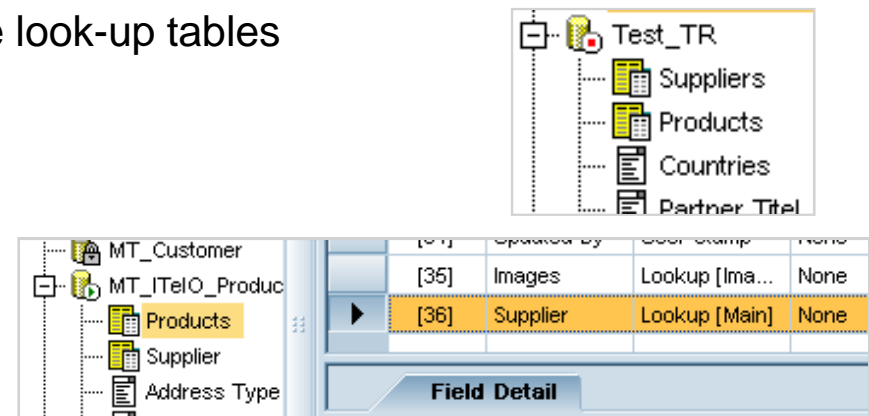 look-up tables
Test_TR
Suppliers
Products
Countries
Partner Titel
MT_Customer
MT_ITelO_Produc
Products
Supplier
Address Type
[35] Images Lookup [Ima... None
[36] Supplier Lookup [Main] None
Field Detail